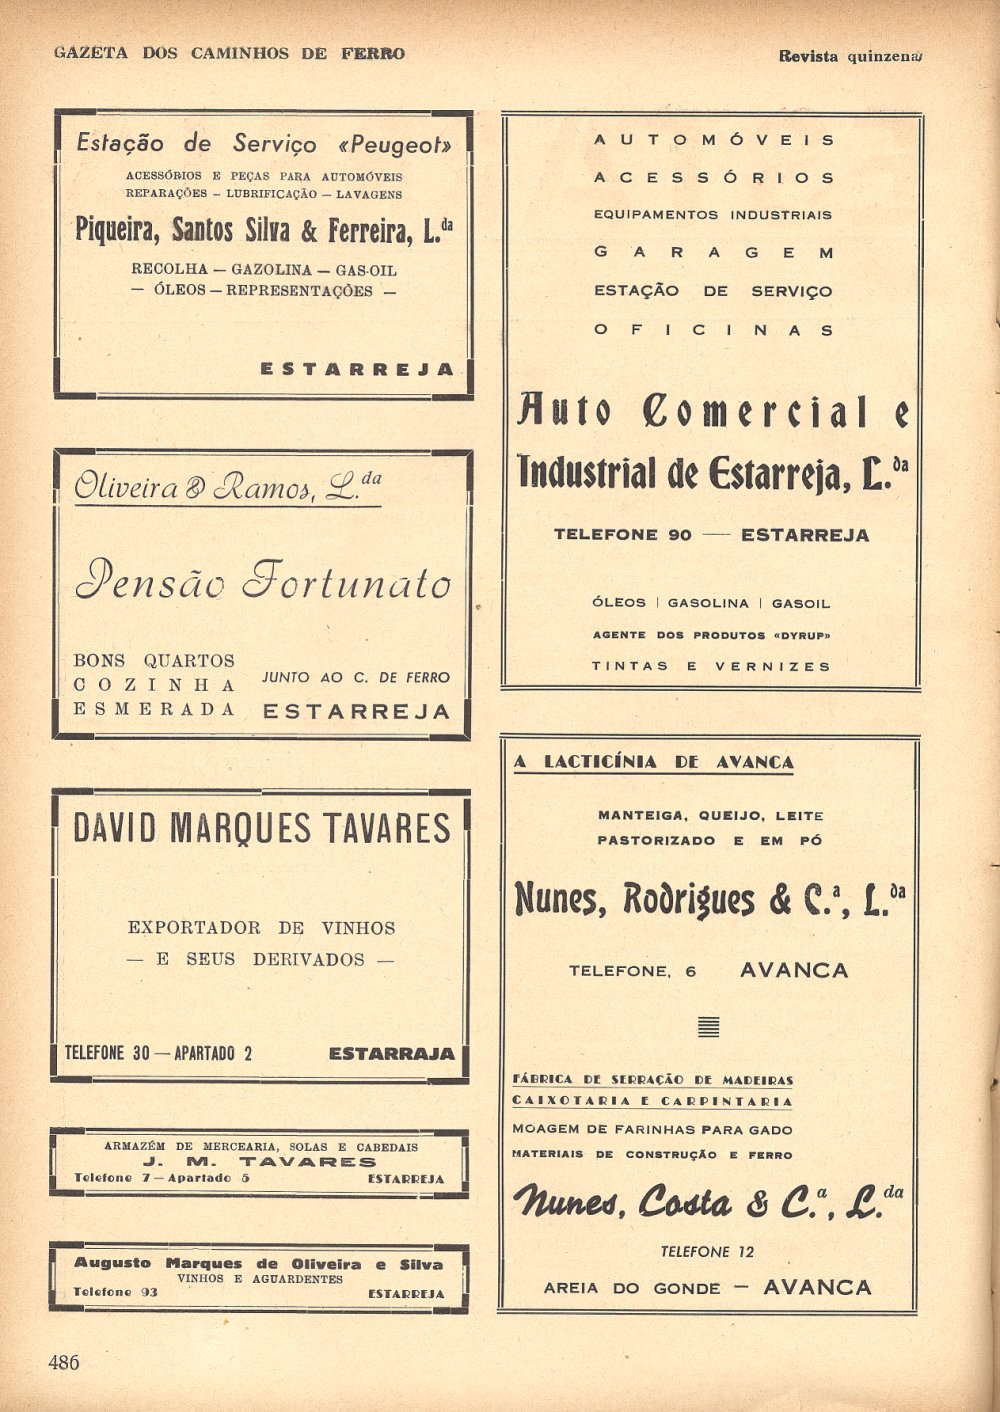 GAZETA DOS CAMINHOS DE FERRO
Revista quinzenal
Estação de Serviço «Peugeot»
ACESSÓRIOS E PEÇAS PARA AUTOMÓVEIS
REPARAÇÕES — LUBRIFICAÇÃO — LAVAGENS
Piqueira, Santos Silva & Ferreira, L.da
RECOLHA — GAZOLINA — GAS-OIL
— ÓLEOS — REPRESENTAÇÕES —
ESTARREJA
Oliveira & Ramos, L.da
Pensão Fortunato
BONS QUARTOS
COZINHA
ESMERADA
JUNTO AO C. DE FERRO
ESTARREJA
DAVID MARQUES TAVARES
EXPORTADOR DE VINHOS
— E SEUS DERIVADOS —
TELEFONE 30 — APARTADO 2 ESTARRAJA
ARMAZÉM DE MERCEARIA, SOLAS E CABEDAIS
J. M. TAVARES
Telefone 7 — Apartado 5 ESTARREJA
Augusto Marques de Oliveira e Silva
VINHOS E AGUARDENTES
Telefone 93 ESTARREJA
AUTOMÓVEIS
ACESSÓRIOS
EQUIPAMENTOS INDUSTRIAIS
GARAGEM
ESTAÇÃO DE SERVIÇO
OFICINAS
Auto Comercial e
Industrial de Estarreja, L.da
TELEFONE 90 — ESTARREJA
ÓLEOS | GASOLINA | GASOIL
AGENTE DOS PRODUTOS «DYRUP»
TINTAS E VERNIZES
A LACTICÍNIA DE AVANCA
MANTEIGA, QUEIJO, LEITE
PASTORIZADO E EM PÓ
Nunes, Rodrigues & C.a, L.da
TELEFONE, 6 AVANCA
FÁBRICA DE SERRAÇÃO DE MADEIRAS
CAIXOTARIA E CARPINTARIA
MOAGEM DE FARINHAS PARA GADO
MATERIAIS DE CONSTRUÇÃO E FERRO
Nunes, Costa & C.a, L.da
TELEFONE 12
AREIA DO GONDE — AVANCA
486